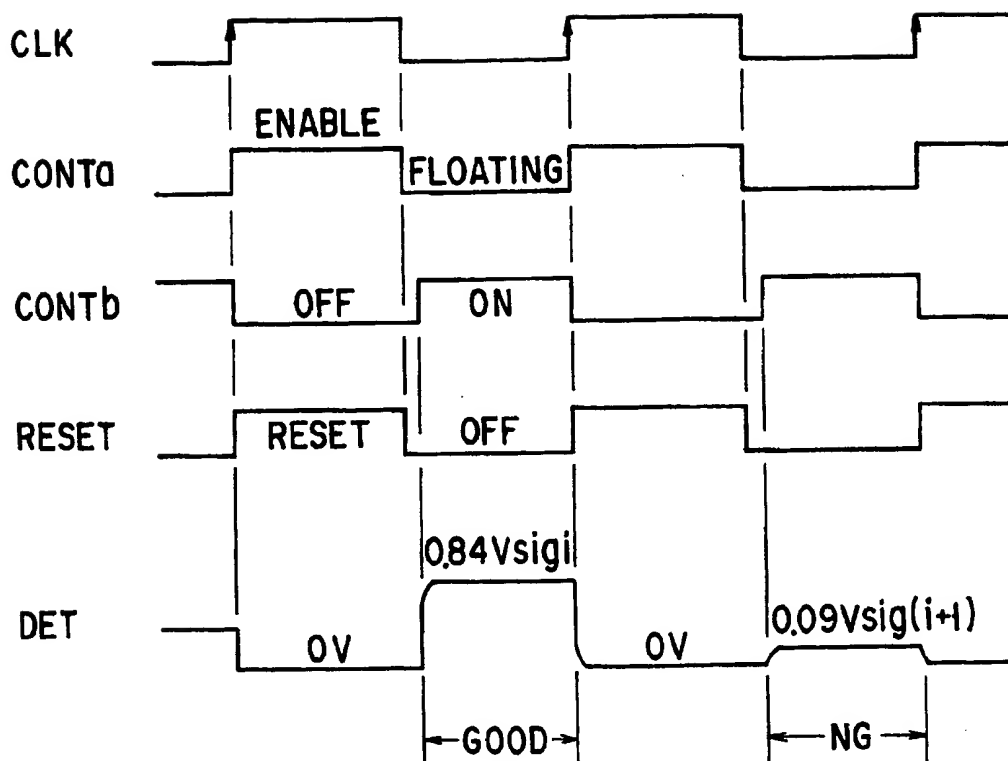 CLK
ENABLE
CONTa
FLOATING
CONTb
OFF
ON
RESET
RESET
OFF
0.84Vsigi
DET
0V
0V
0.09Vsig(i+1)
GOOD
NG